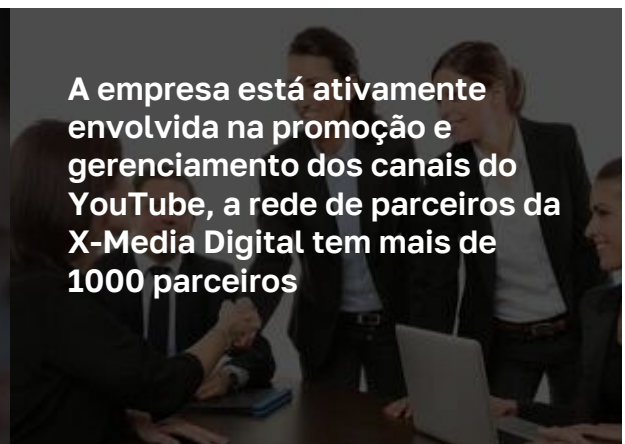 A empresa está ativamente
envolvida na promoção e
gerenciamento dos canais do
YouTube, a rede de parceiros da
X-Media Digital tem mais de
1000 parceiros